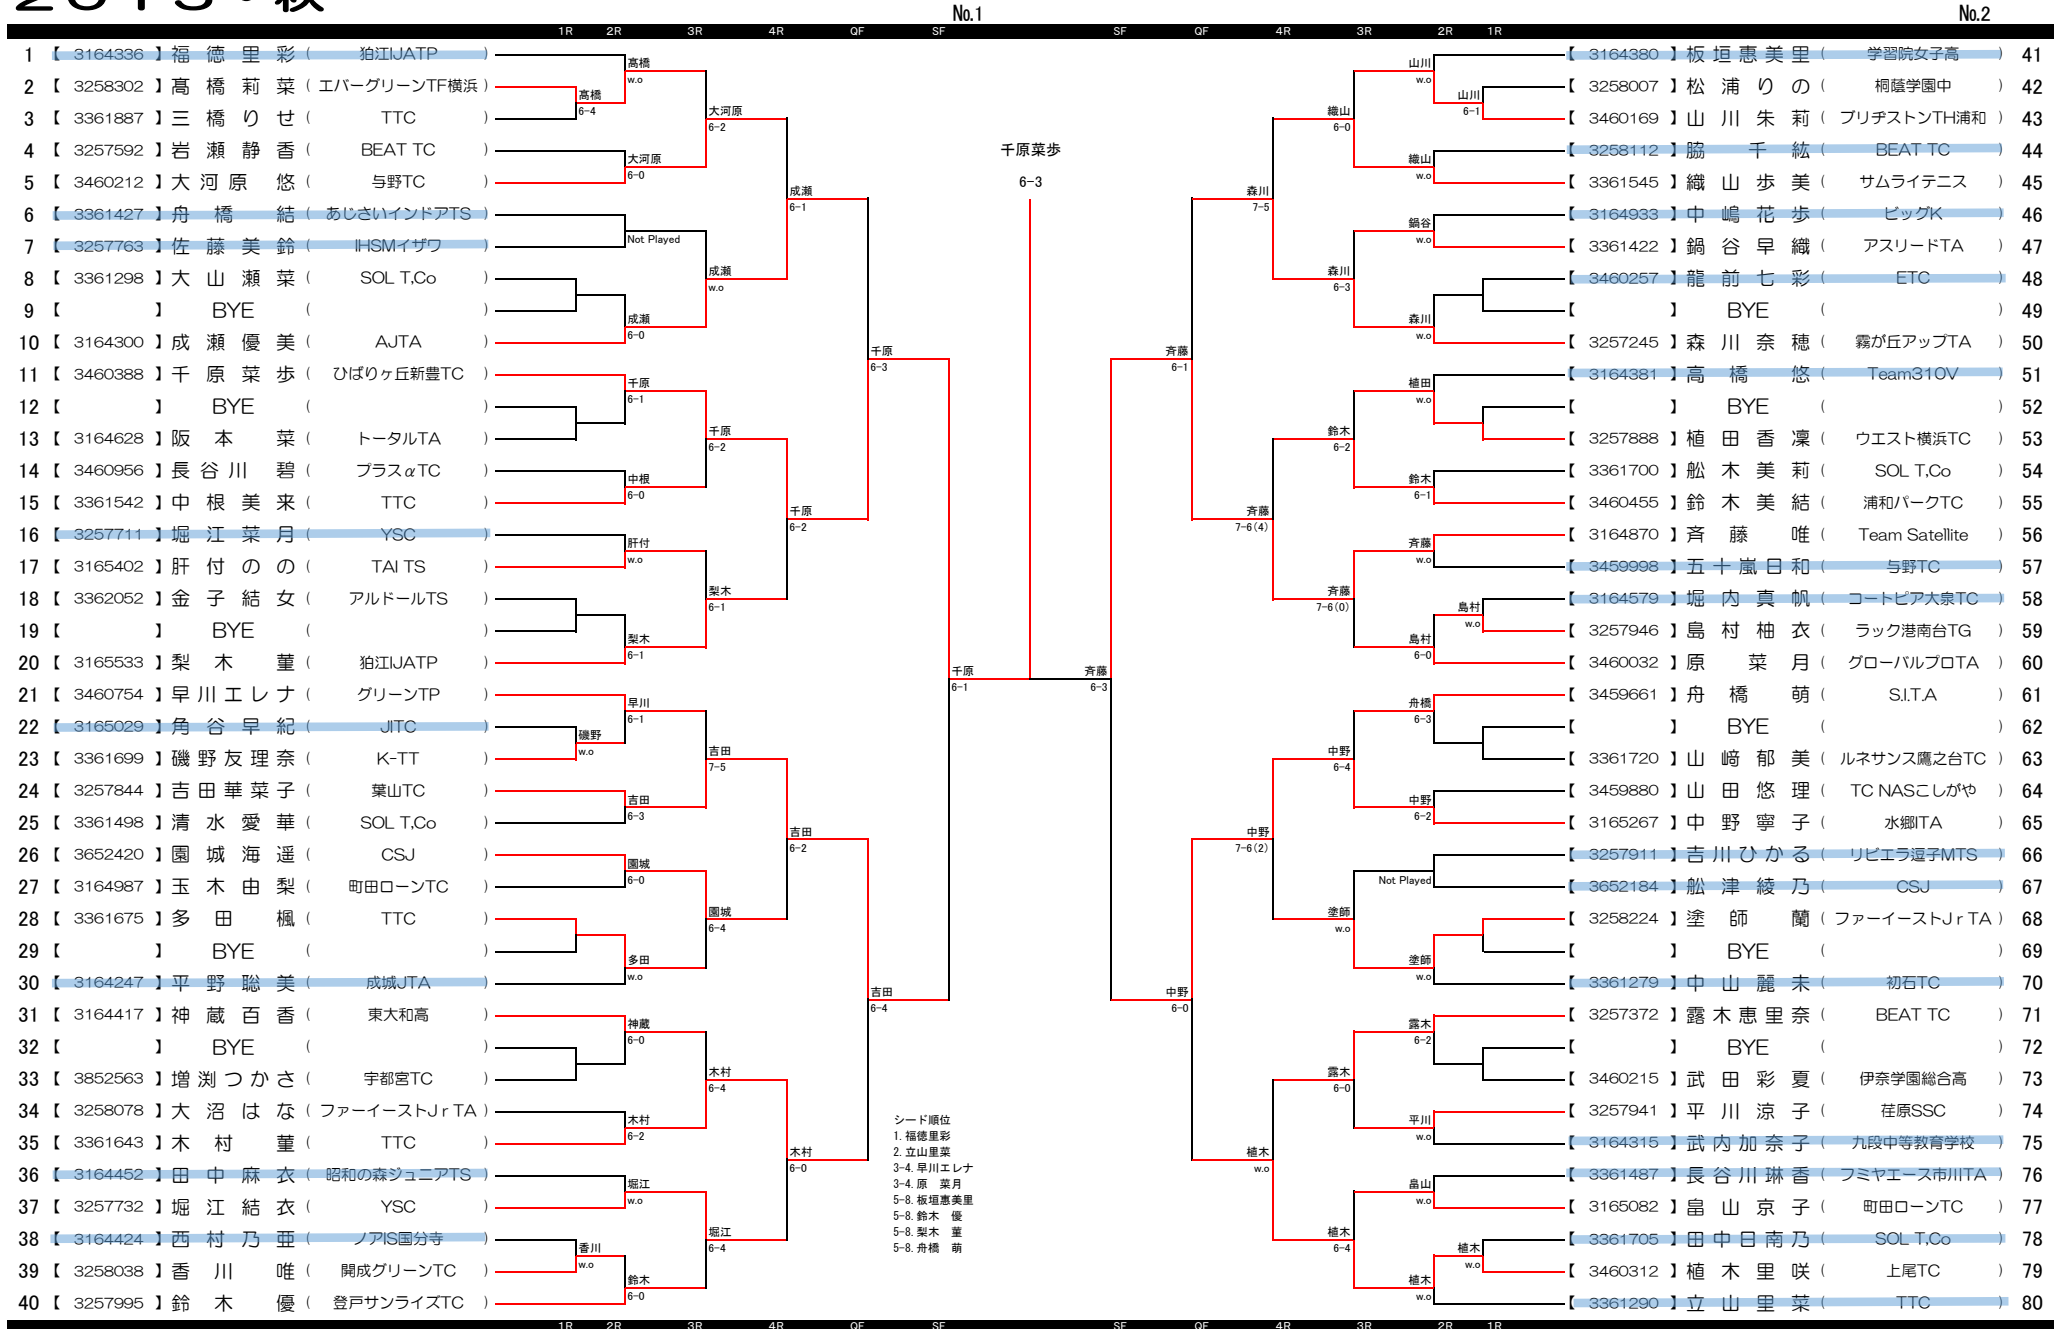 2015・秋
No.1
No.2
1R 2R 3R 4R QF SF SF QF 4R 3R 2R 1R
1 【 3164336 】 福徳里彩 ( 狛江IJATP )
2 【 3258302 】 髙橋莉菜 ( エバーグリーンTF横浜 )
3 【 3361887 】 三橋りせ ( TTC )
4 【 3257592 】 岩瀬静香 ( BEAT TC )
5 【 3460212 】 大河原悠 ( 与野TC )
6 【 3361427 】 舟橋結 ( あじさいインドアTS )
7 【 3257763 】 佐藤美鈴 ( IHSMイザワ )
8 【 3361298 】 大山瀬菜 ( SOL T,Co )
9 【 】 BYE ( )
10 【 3164300 】 成瀬優美 ( AJTA )
11 【 3460388 】 千原菜歩 ( ひばりヶ丘新豊TC )
12 【 】 BYE ( )
13 【 3164628 】 阪本菜 ( トータルTA )
14 【 3460956 】 長谷川碧 ( プラスαTC )
15 【 3361542 】 中根美来 ( TTC )
16 【 3257711 】 堀江菜月 ( YSC )
17 【 3165402 】 肝付のの ( TAI TS )
18 【 3362052 】 金子結女 ( アルドールTS )
19 【 】 BYE ( )
20 【 3165533 】 梨木菫 ( 狛江IJATP )
21 【 3460754 】 早川エレナ ( グリーンTP )
22 【 3165029 】 角谷早紀 ( JITC )
23 【 3361699 】 磯野友理奈 ( K-TT )
24 【 3257844 】 吉田華菜子 ( 葉山TC )
25 【 3361498 】 清水愛華 ( SOL T,Co )
26 【 3652420 】 園城海遥 ( CSJ )
27 【 3164987 】 玉木由梨 ( 町田ローンTC )
28 【 3361675 】 多田楓 ( TTC )
29 【 】 BYE ( )
30 【 3164247 】 平野聡美 ( 成城JTA )
31 【 3164417 】 神蔵百香 ( 東大和高 )
32 【 】 BYE ( )
33 【 3852563 】 増渕つかさ ( 宇都宮TC )
34 【 3258078 】 大沼はな ( ファーイーストJrTA )
35 【 3361643 】 木村菫 ( TTC )
36 【 3164452 】 田中麻衣 ( 昭和の森ジュニアTS )
37 【 3257732 】 堀江結衣 ( YSC )
38 【 3164424 】 西村乃亜 ( ノアIS国分寺 )
39 【 3258038 】 香川唯 ( 開成グリーンTC )
40 【 3257995 】 鈴木優 ( 登戸サンライズTC )
髙橋
6-4
磯野
w.o
香川
w.o
髙橋
w.o
大河原
6-0
Not Played
成瀬
6-0
千原
6-1
中根
6-0
肝付
w.o
梨木
6-1
早川
6-1
吉田
6-3
園城
6-0
多田
w.o
神蔵
6-0
木村
6-2
堀江
w.o
鈴木
6-0
大河原
6-2
成瀬
w.o
千原
6-2
梨木
6-1
吉田
7-5
園城
6-4
木村
6-4
堀江
6-4
成瀬
6-1
千原
6-2
吉田
6-2
木村
6-0
千原
6-3
吉田
6-4
千原
6-1
千原菜歩
6-3
斉藤
6-3
斉藤
6-1
中野
6-0
森川
7-5
斉藤
7-6(4)
中野
7-6(2)
植木
w.o
織山
6-0
森川
6-3
鈴木
6-2
斉藤
7-6(0)
中野
6-4
塗師
w.o
露木
6-0
植木
6-4
山川
w.o
織山
w.o
鍋谷
w.o
森川
w.o
植田
w.o
鈴木
6-1
斉藤
w.o
島村
6-0
舟橋
6-3
中野
6-2
Not Played
塗師
w.o
露木
6-2
平川
w.o
畠山
w.o
植木
w.o
山川
6-1
島村
w.o
植木
w.o
シード順位
1. 福徳里彩
2. 立山里菜
3-4. 早川エレナ
3-4. 原 菜月
5-8. 板垣惠美里
5-8. 鈴木 優
5-8. 梨木 菫
5-8. 舟橋 萌
【 3164380 】 板垣惠美里 ( 学習院女子高 ) 41
【 3258007 】 松浦りの ( 桐蔭学園中 ) 42
【 3460169 】 山川朱莉 ( ブリヂストンTH浦和 ) 43
【 3258112 】 脇千紘 ( BEAT TC ) 44
【 3361545 】 織山歩美 ( サムライテニス ) 45
【 3164933 】 中嶋花歩 ( ビッグK ) 46
【 3361422 】 鍋谷早織 ( アスリードTA ) 47
【 3460257 】 龍前七彩 ( ETC ) 48
【 】 BYE ( ) 49
【 3257245 】 森川奈穂 ( 霧が丘アップTA ) 50
【 3164381 】 高橋悠 ( Team310V ) 51
【 】 BYE ( ) 52
【 3257888 】 植田香凜 ( ウエスト横浜TC ) 53
【 3361700 】 舩木美莉 ( SOL T,Co ) 54
【 3460455 】 鈴木美結 ( 浦和パークTC ) 55
【 3164870 】 斉藤唯 ( Team Satellite ) 56
【 3459998 】 五十嵐日和 ( 与野TC ) 57
【 3164579 】 堀内真帆 ( コートピア大泉TC ) 58
【 3257946 】 島村柚衣 ( ラック港南台TG ) 59
【 3460032 】 原菜月 ( グローバルプロTA ) 60
【 3459661 】 舟橋萌 ( S.I.T.A ) 61
【 】 BYE ( ) 62
【 3361720 】 山﨑郁美 ( ルネサンス鷹之台TC ) 63
【 3459880 】 山田悠理 ( TC NASこしがや ) 64
【 3165267 】 中野寧子 ( 水郷ITA ) 65
【 3257911 】 吉川ひかる ( リビエラ逗子MTS ) 66
【 3652184 】 舩津綾乃 ( CSJ ) 67
【 3258224 】 塗師蘭 ( ファーイーストJrTA ) 68
【 】 BYE ( ) 69
【 3361279 】 中山麗未 ( 初石TC ) 70
【 3257372 】 露木恵里奈 ( BEAT TC ) 71
【 】 BYE ( ) 72
【 3460215 】 武田彩夏 ( 伊奈学園総合高 ) 73
【 3257941 】 平川涼子 ( 荏原SSC ) 74
【 3164315 】 武内加奈子 ( 九段中等教育学校 ) 75
【 3361487 】 長谷川琳香 ( フミヤエース市川TA ) 76
【 3165082 】 畠山京子 ( 町田ローンTC ) 77
【 3361705 】 田中日南乃 ( SOL T,Co ) 78
【 3460312 】 植木里咲 ( 上尾TC ) 79
【 3361290 】 立山里菜 ( TTC ) 80
1R 2R 3R 4R QF SF SF QF 4R 3R 2R 1R